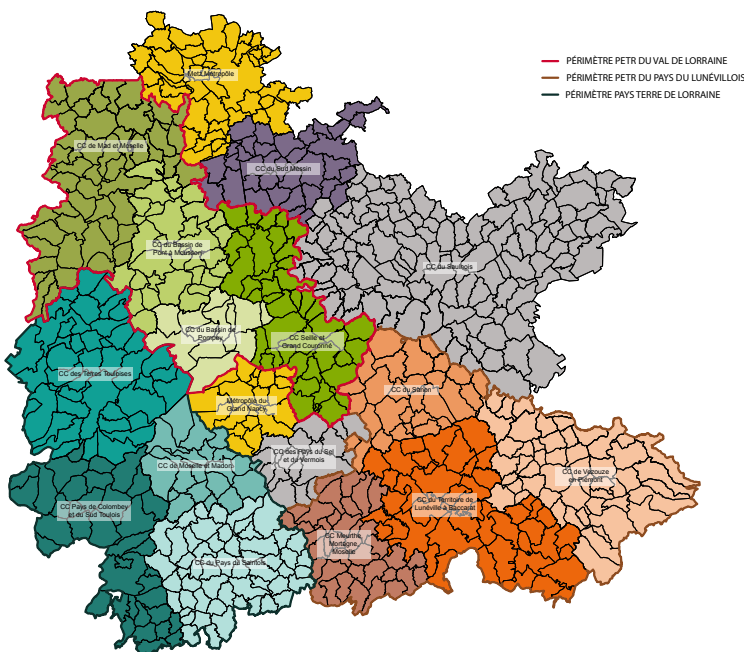 PÉRIMÈTRE PETR DU VAL DE LORRAINE
PÉRIMÈTRE PETR DU PAYS DU LUNÉVILLOIS
PÉRIMÈTRE PAYS TERRE DE LORRAINE
Metz Métropole
CC de Mad et Moselle
CC du Sud Messin
CC du Bassin de
Pont à Mousson
CC du Saulnois
CC du Bassin de
Pompey
CC Seille et
Grand Couronné
CC des Terres Touloises
CC du Sânon
Métropole du
Grand Nancy
CC des Pays du Sel
et du Vermois
CC de Moselle et Madon
CC de Vezouze
en Piémont
CC Pays de Colombey
et du Sud Toulois
CC du Territoire de
Lunéville à Baccarat
CC Meurthe,
Mortagne,
Moselle
CC du Pays du Saintois